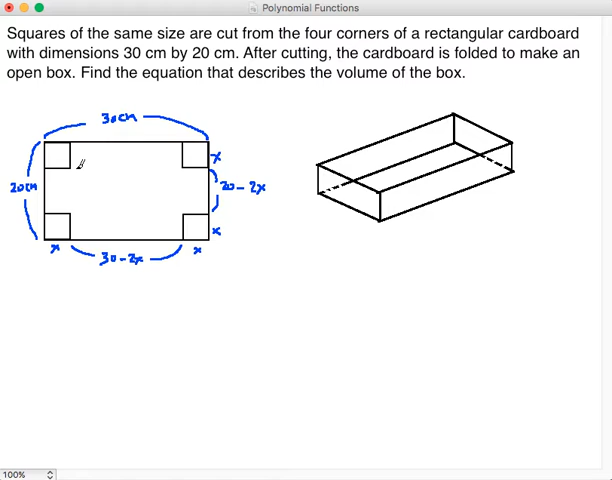 Polynomial Functions
Squares of the same size are cut from the four corners of a rectangular cardboard
with dimensions 30 cm by 20 cm. After cutting, the cardboard is folded to make an
open box. Find the equation that describes the volume of the box.
30cm
x
20cm
20-2x
x
x
30-2x
x
100%